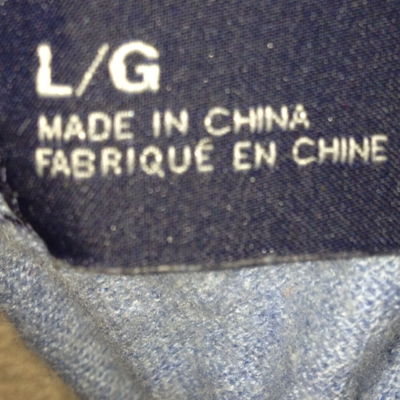 L/G
MADE IN CHINA
FABRIQUÉ EN CHINE